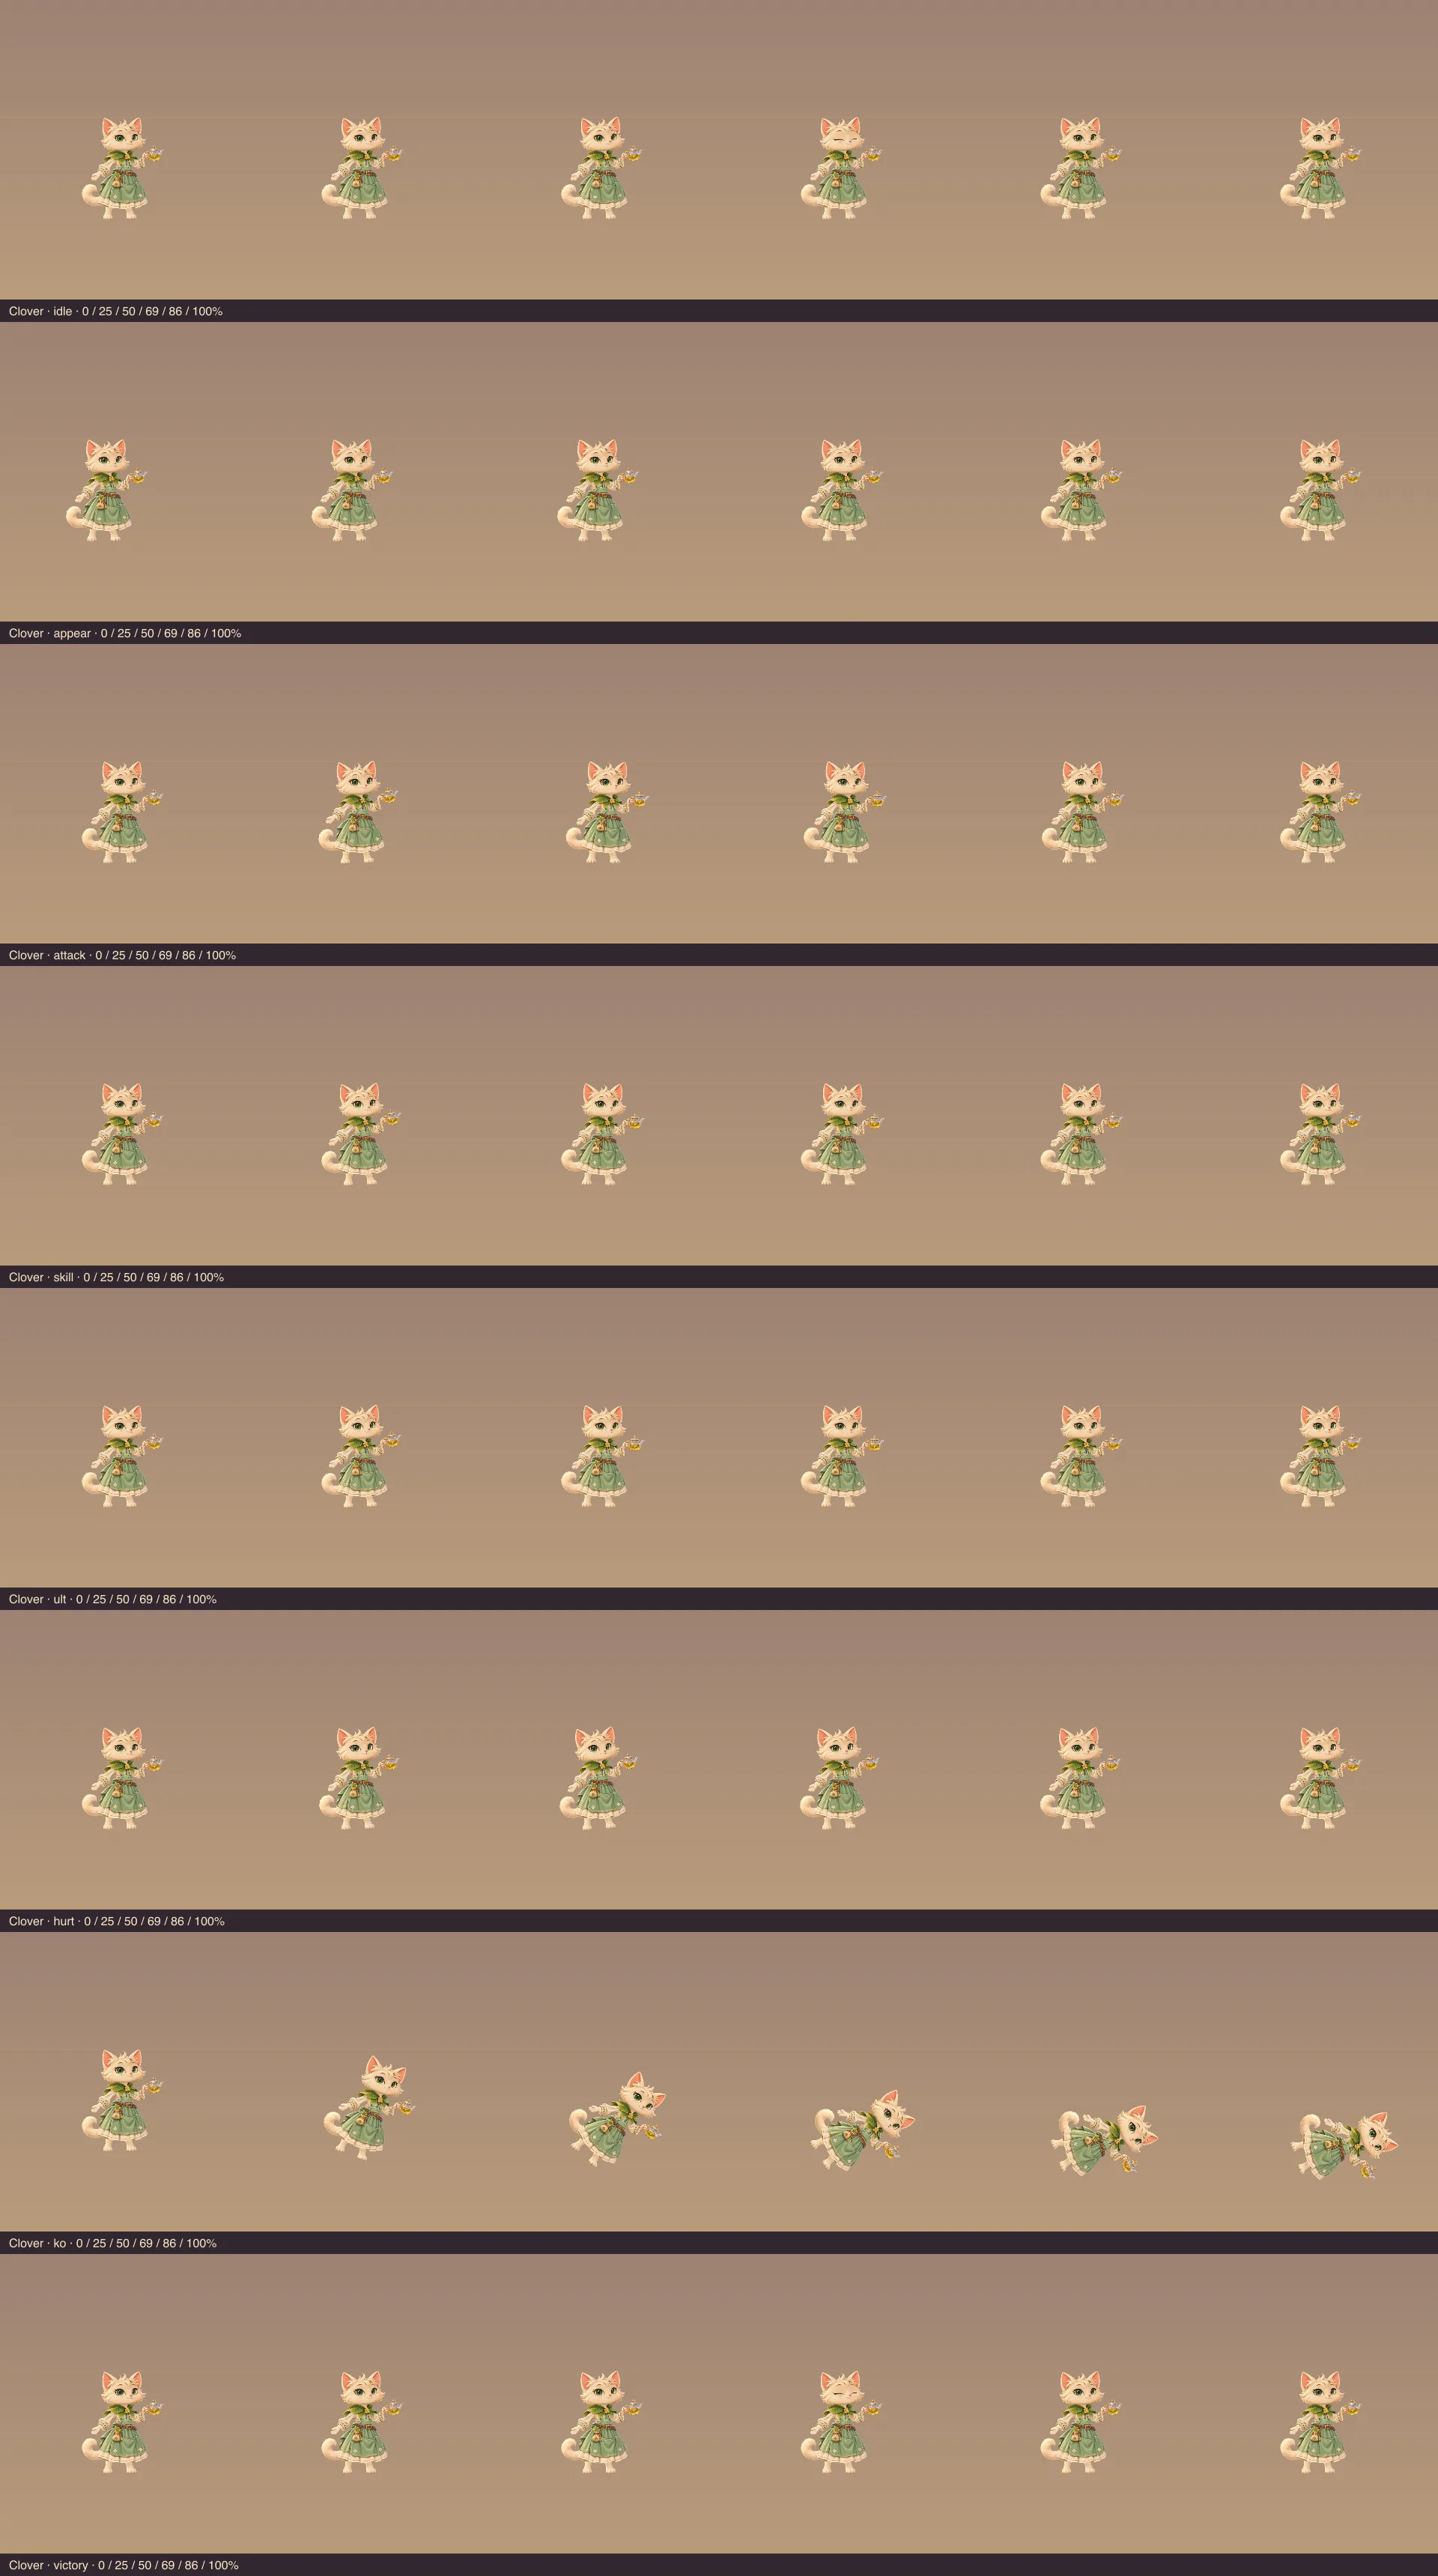 Clover · idle · 0 / 25 / 50 / 69 / 86 / 100%
Clover · appear · 0 / 25 / 50 / 69 / 86 / 100%
Clover · attack · 0 / 25 / 50 / 69 / 86 / 100%
Clover · skill · 0 / 25 / 50 / 69 / 86 / 100%
Clover · ult · 0 / 25 / 50 / 69 / 86 / 100%
Clover · hurt · 0 / 25 / 50 / 69 / 86 / 100%
Clover · ko · 0 / 25 / 50 / 69 / 86 / 100%
Clover · victory · 0 / 25 / 50 / 69 / 86 / 100%